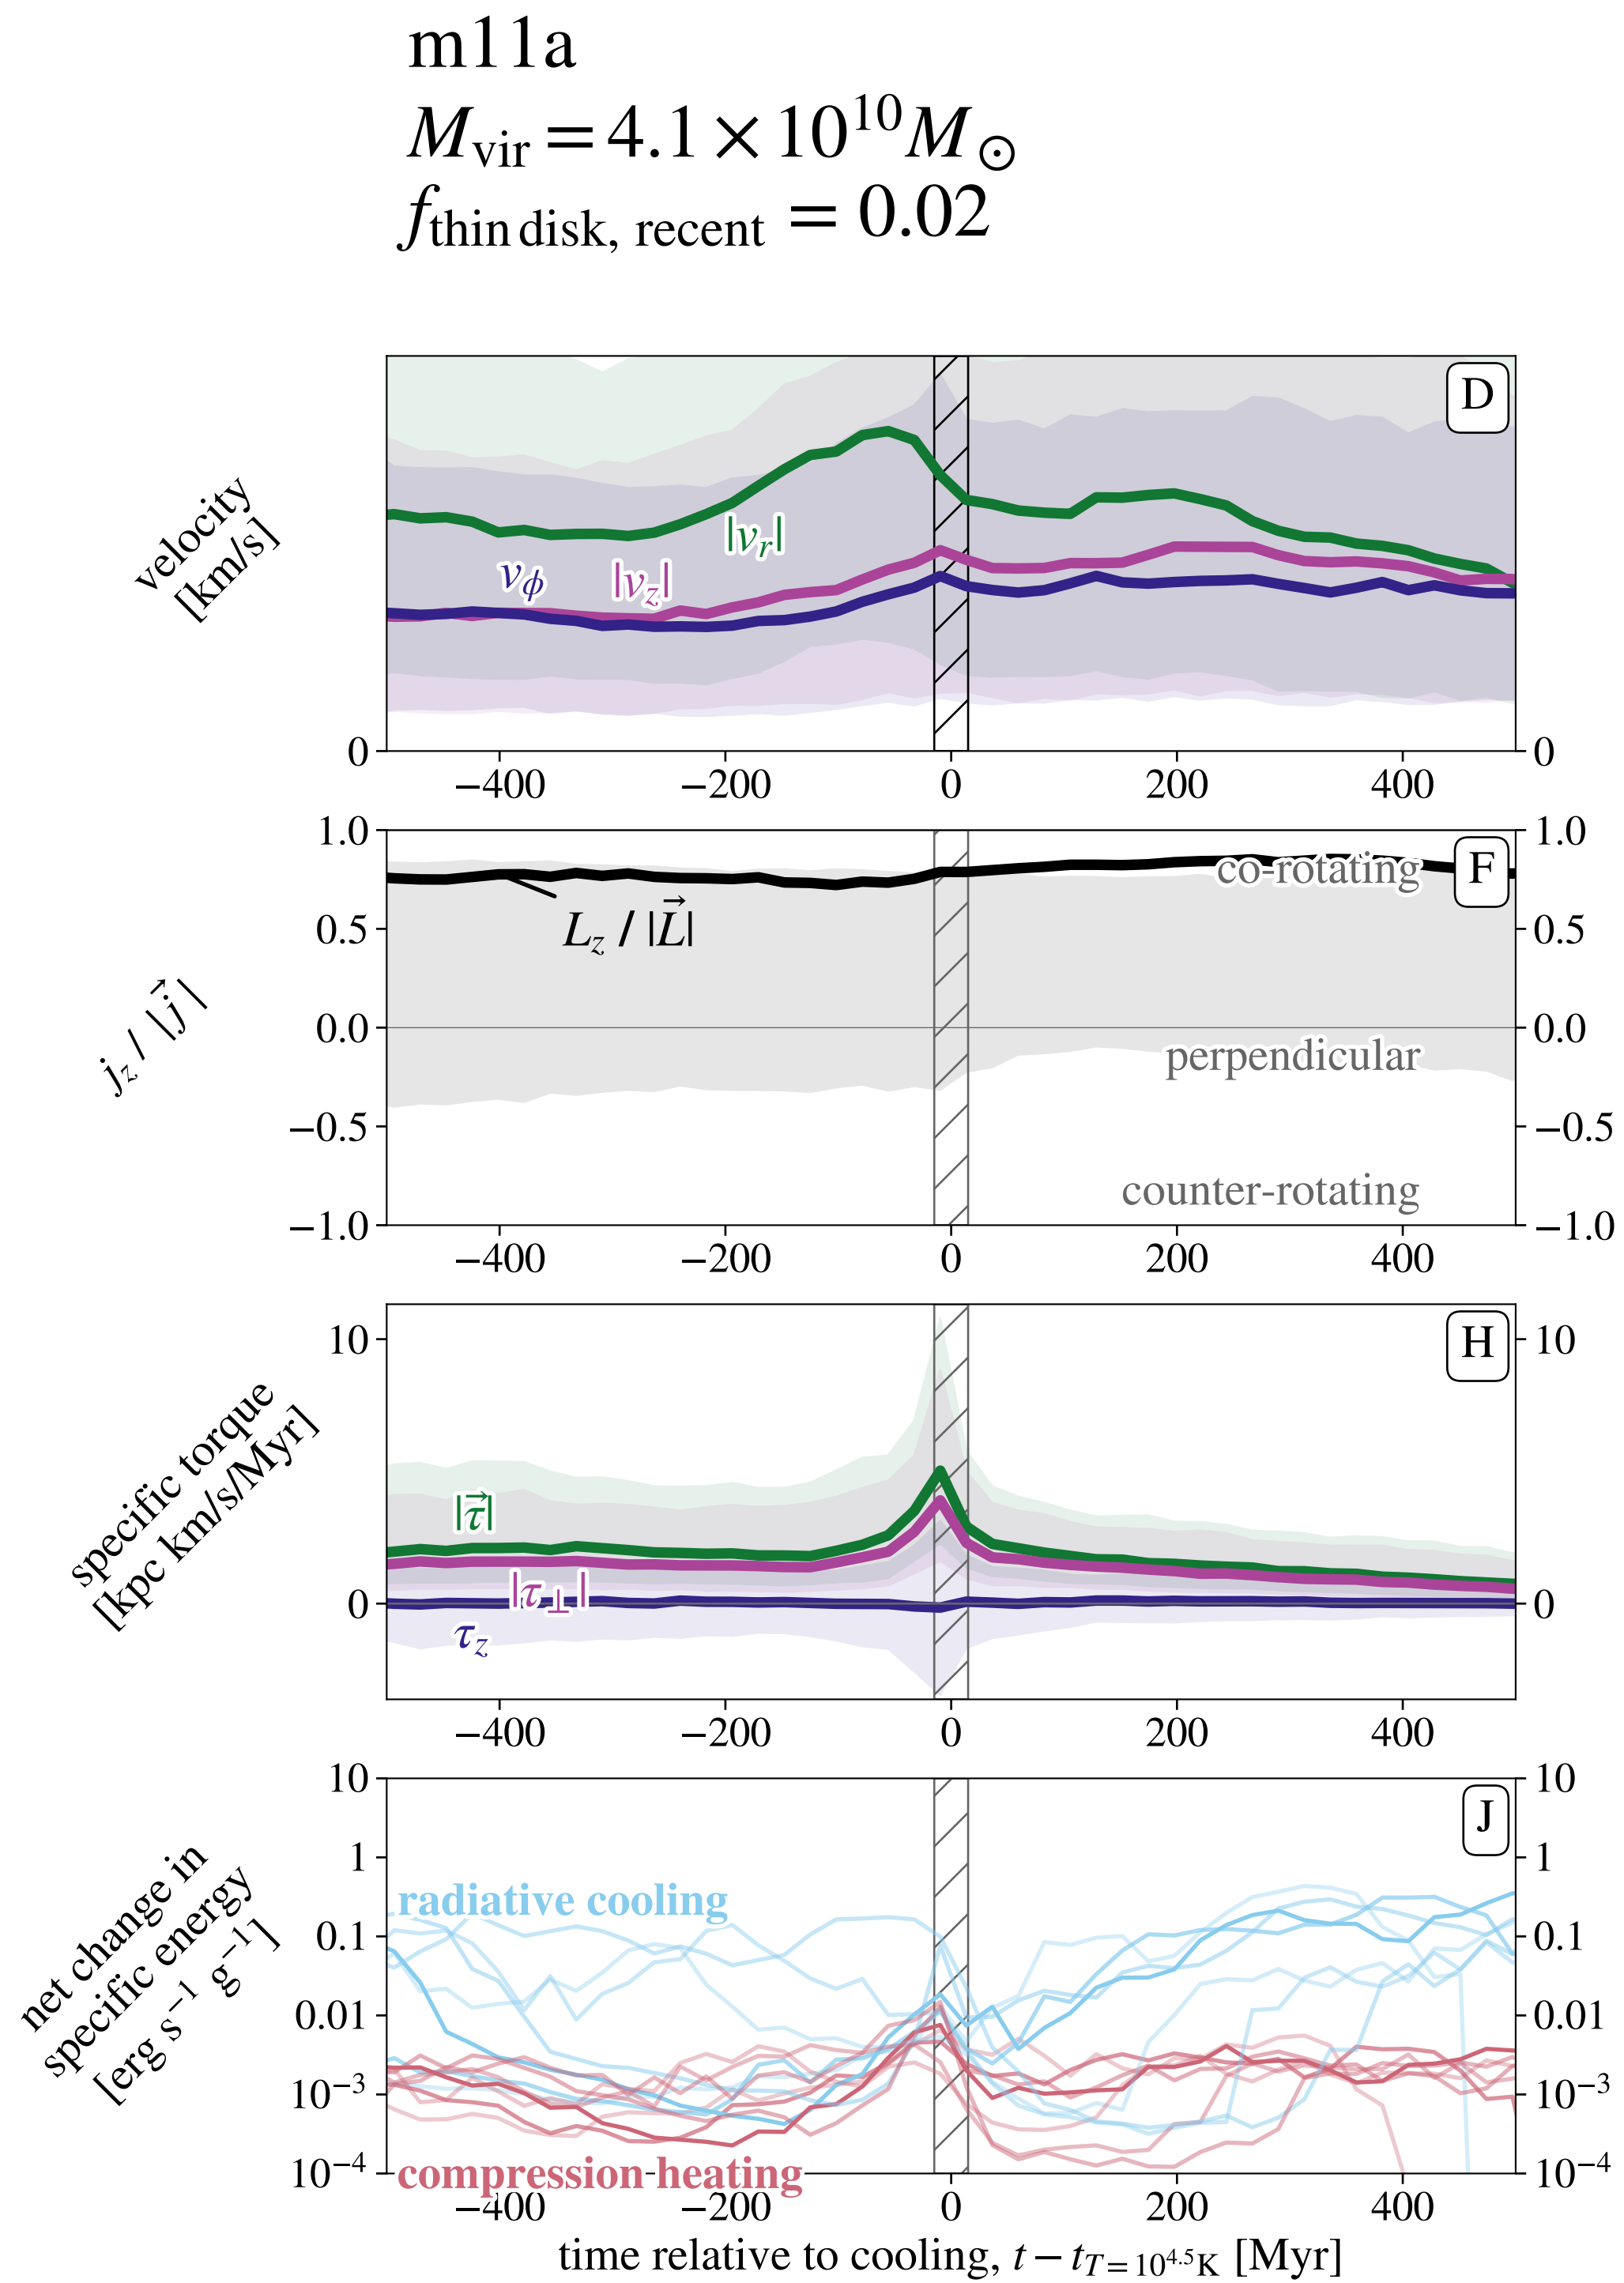 m11a
M_vir = 4.1 × 10^10 M_⊙
f_thin disk, recent = 0.02
velocity
[km/s]
D
|v_r|
v_ϕ
|v_z|
0
0
−400 −200 0 200 400
j_z / |j⃗|
1.0
0.5
0.0
−0.5
−1.0
F
co-rotating
L_z / |L⃗|
perpendicular
counter-rotating
1.0
0.5
0.0
−0.5
−1.0
−400 −200 0 200 400
specific torque
[kpc km/s/Myr]
10
0
H
|τ⃗|
|τ_⊥|
τ_z
10
0
−400 −200 0 200 400
net change in
specific energy
[erg s^−1 g^−1]
10
1
0.1
0.01
10^−3
10^−4
J
radiative cooling
compression heating
10
1
0.1
0.01
10^−3
10^−4
−400 −200 0 200 400
time relative to cooling, t − t_T = 10^4.5 K [Myr]